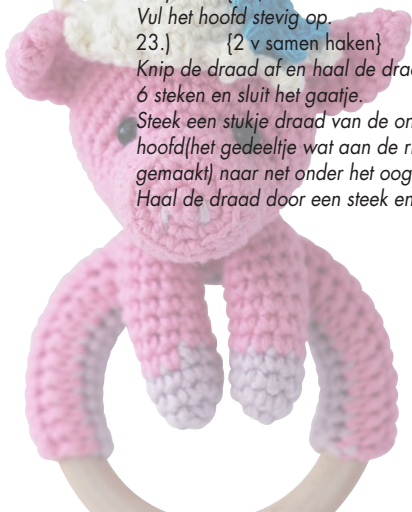 Vul het hoofd stevig op.
23.) {2 v samen haken}
Knip de draad af en haal de draad
6 steken en sluit het gaatje.
Steek een stukje draad van de
hoofd(het gedeeltje wat aan de
gemaakt) naar net onder het oog
Haal de draad door een steek en